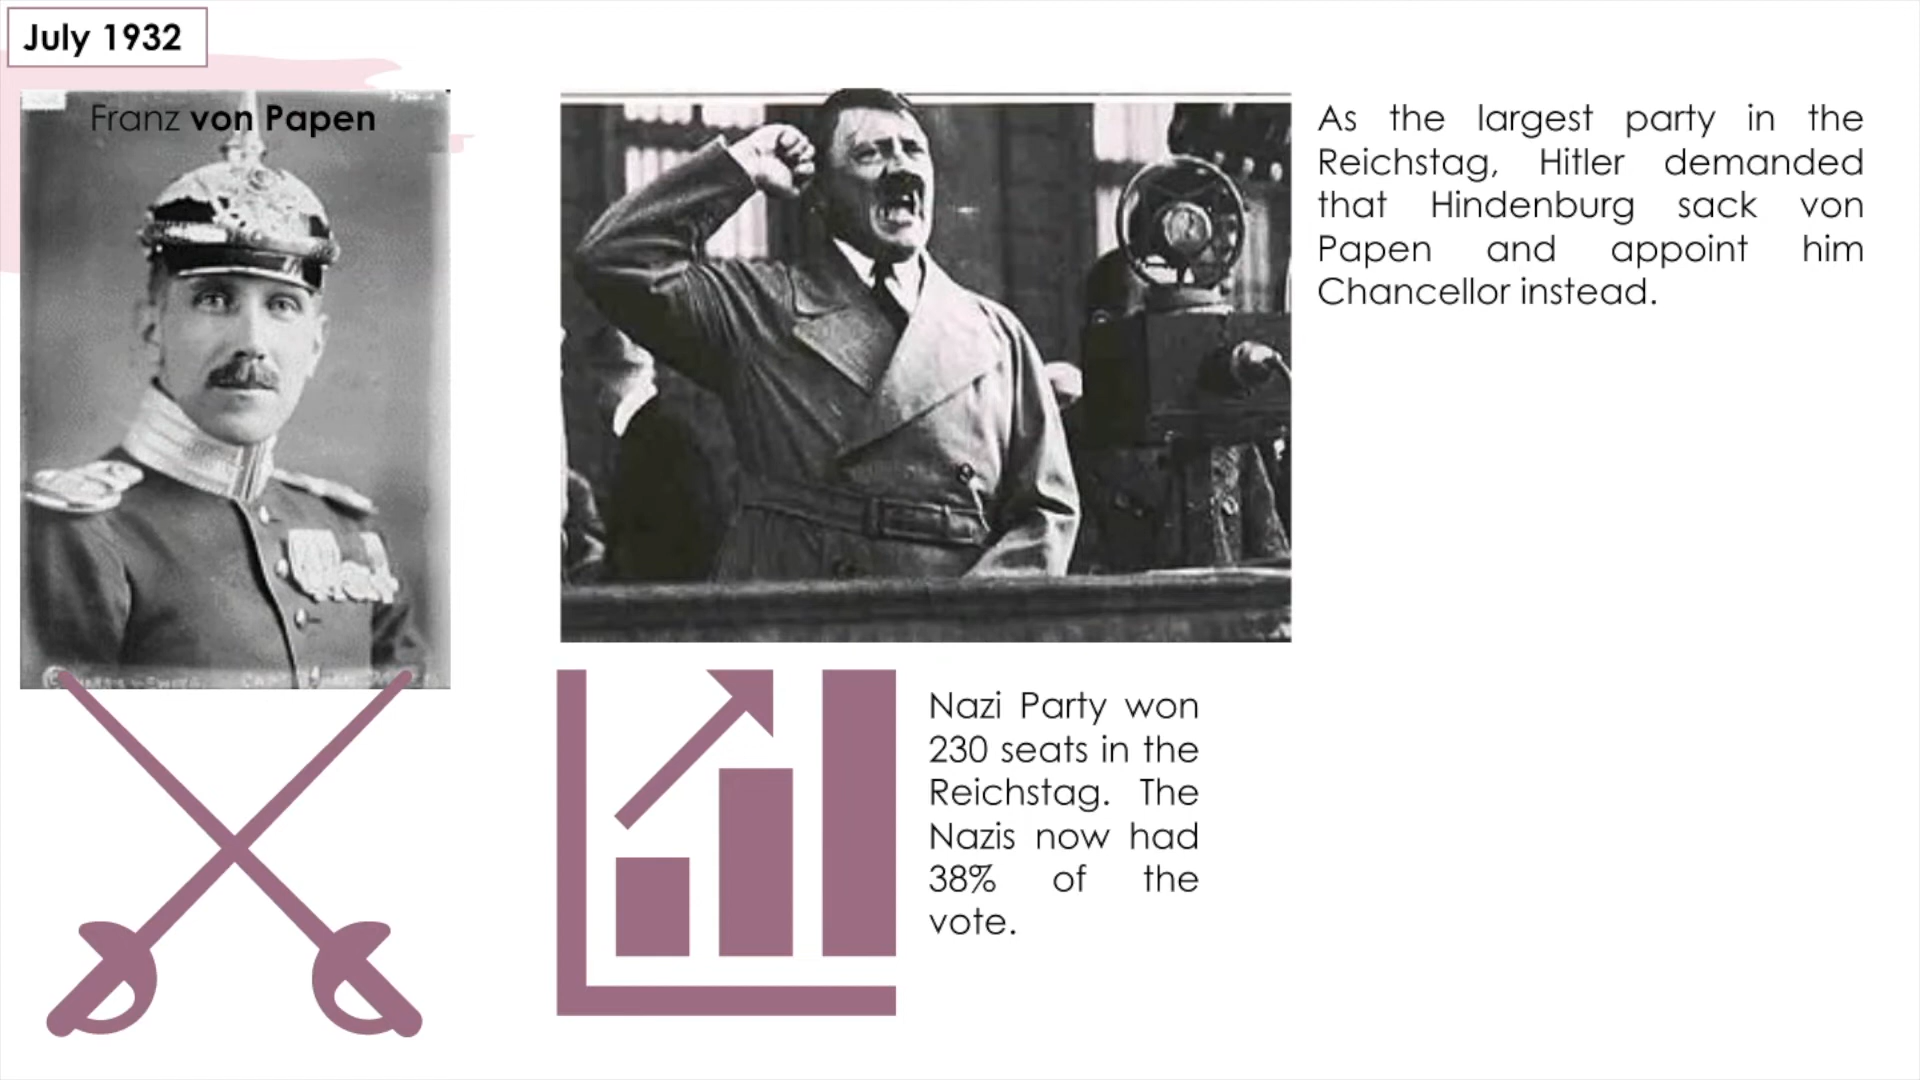 July 1932
Franz von Papen
As the largest party in the
Reichstag, Hitler demanded
that Hindenburg sack von
Papen and appoint him
Chancellor instead.
Nazi Party won
230 seats in the
Reichstag. The
Nazis now had
38% of the
vote.